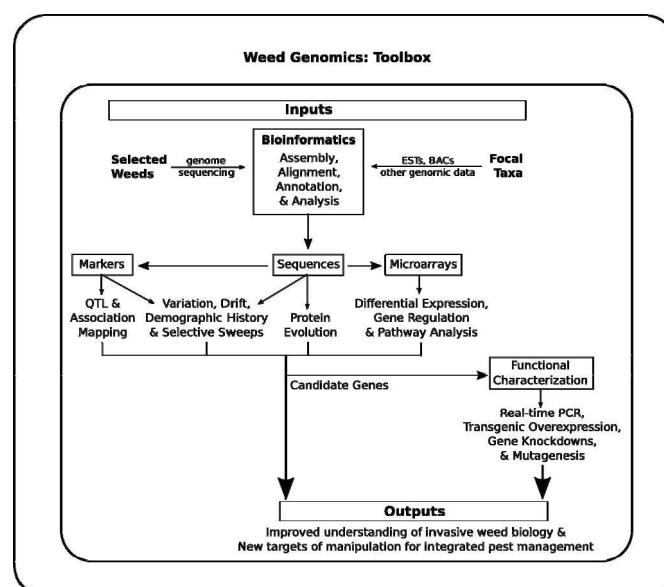 Weed Genomics: Toolbox
Inputs
Bioinformatics
Assembly,
Alignment,
Annotation,
& Analysis
Selected
Weeds
genome
sequencing
ESTs, BACs
other genomic data
Focal
Taxa
Markers
Sequences
Microarrays
QTL &
Association
Mapping
Variation, Drift,
Demographic History
& Selective Sweeps
Protein
Evolution
Differential Expression,
Gene Regulation
& Pathway Analysis
Candidate Genes
Functional
Characterization
Real-time PCR,
Transgenic Overexpression,
Gene Knockdowns,
& Mutagenesis
Outputs
Improved understanding of invasive weed biology &
New targets of manipulation for integrated pest management